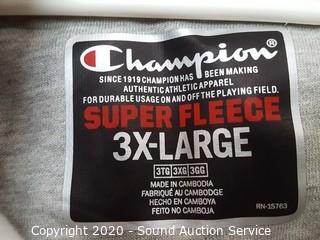 Champion®
SINCE 1919 CHAMPION HAS BEEN MAKING
AUTHENTIC ATHLETIC APPAREL
FOR DURABLE USAGE ON AND OFF THE PLAYING FIELD.
SUPER FLEECE
3X-LARGE
3TG 3XG 3GG
MADE IN CAMBODIA
FABRIQUÉ AU CAMBODGE
HECHO EN CAMBOYA
FEITO NO CAMBOJA
RN-15763
Copyright 2020 - Sound Auction Service